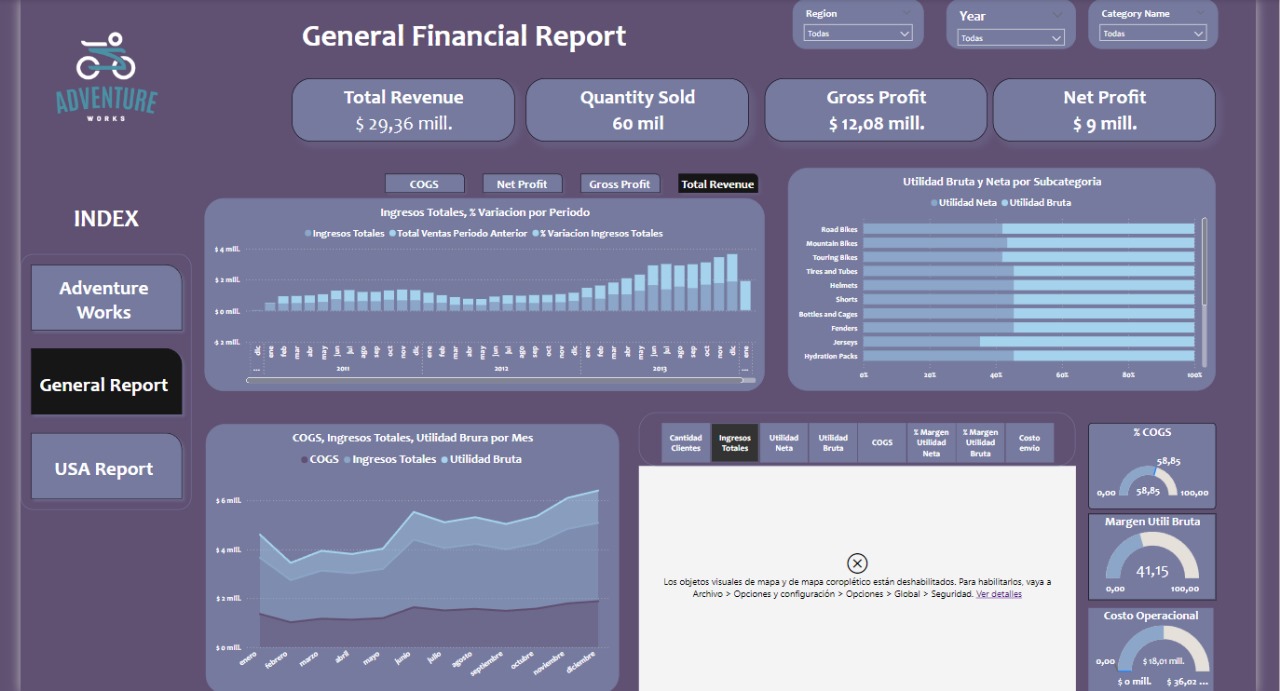 General Financial Report
Region
Todas
Year
Todas
Category Name
Todas
ADVENTURE
WORKS
Total Revenue
$ 29,36 mill.
Quantity Sold
60 mil
Gross Profit
$ 12,08 mill.
Net Profit
$ 9 mill.
INDEX
Adventure
Works
General Report
USA Report
COGS
Net Profit
Gross Profit
Total Revenue
Ingresos Totales, % Variacion por Periodo
Ingresos Totales Total Ventas Periodo Anterior % Variacion Ingresos Totales
$ 4 mill.
$ 2 mill.
$ 0 mill.
-$ 2 mill.
dic ene feb mar abr may jun jul ago sep oct nov dic ene feb mar abr may jun jul ago sep oct nov dic ene feb mar abr may jun jul ago sep oct nov dic ene
... 2011 2012 2013 ...
Utilidad Bruta y Neta por Subcategoria
Utilidad Neta Utilidad Bruta
Road Bikes
Mountain Bikes
Touring Bikes
Tires and Tubes
Helmets
Shorts
Bottles and Cages
Fenders
Jerseys
Hydration Packs
0% 20% 40% 60% 80% 100%
COGS, Ingresos Totales, Utilidad Brura por Mes
COGS Ingresos Totales Utilidad Bruta
$ 6 mill.
$ 4 mill.
$ 2 mill.
$ 0 mill.
enero febrero marzo abril mayo junio julio agosto septiembre octubre noviembre diciembre
Cantidad
Clientes
Ingresos
Totales
Utilidad
Neta
Utilidad
Bruta
COGS
% Margen
Utilidad
Neta
% Margen
Utilidad
Bruta
Costo
envio
Los objetos visuales de mapa y de mapa coroplético están deshabilitados. Para habilitarlos, vaya a
Archivo > Opciones y configuración > Opciones > Global > Seguridad. Ver detalles
% COGS
58,85
0,00 58,85 100,00
Margen Utili Bruta
41,15
0,00 100,00
Costo Operacional
0,00 $ 18,01 mill.
$ 0 mill. $ 36,02 ...